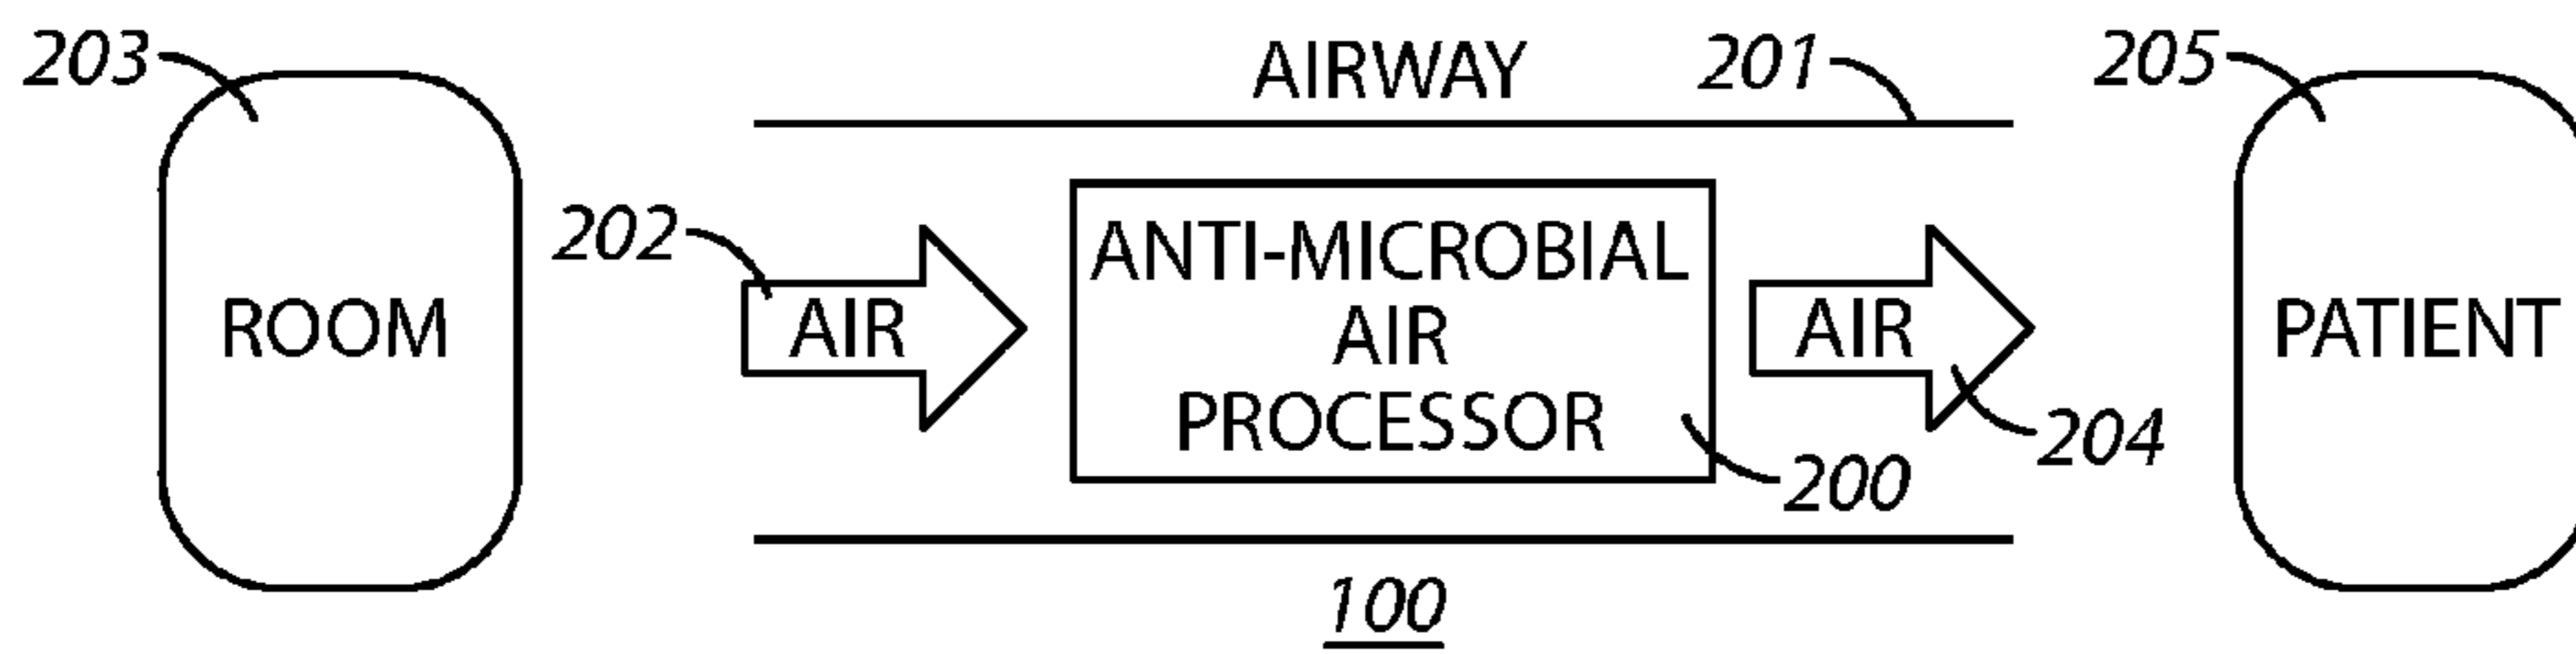 203
AIRWAY
201
205
202
ROOM
AIR
ANTI-MICROBIAL
AIR
PROCESSOR
AIR
PATIENT
204
200
100